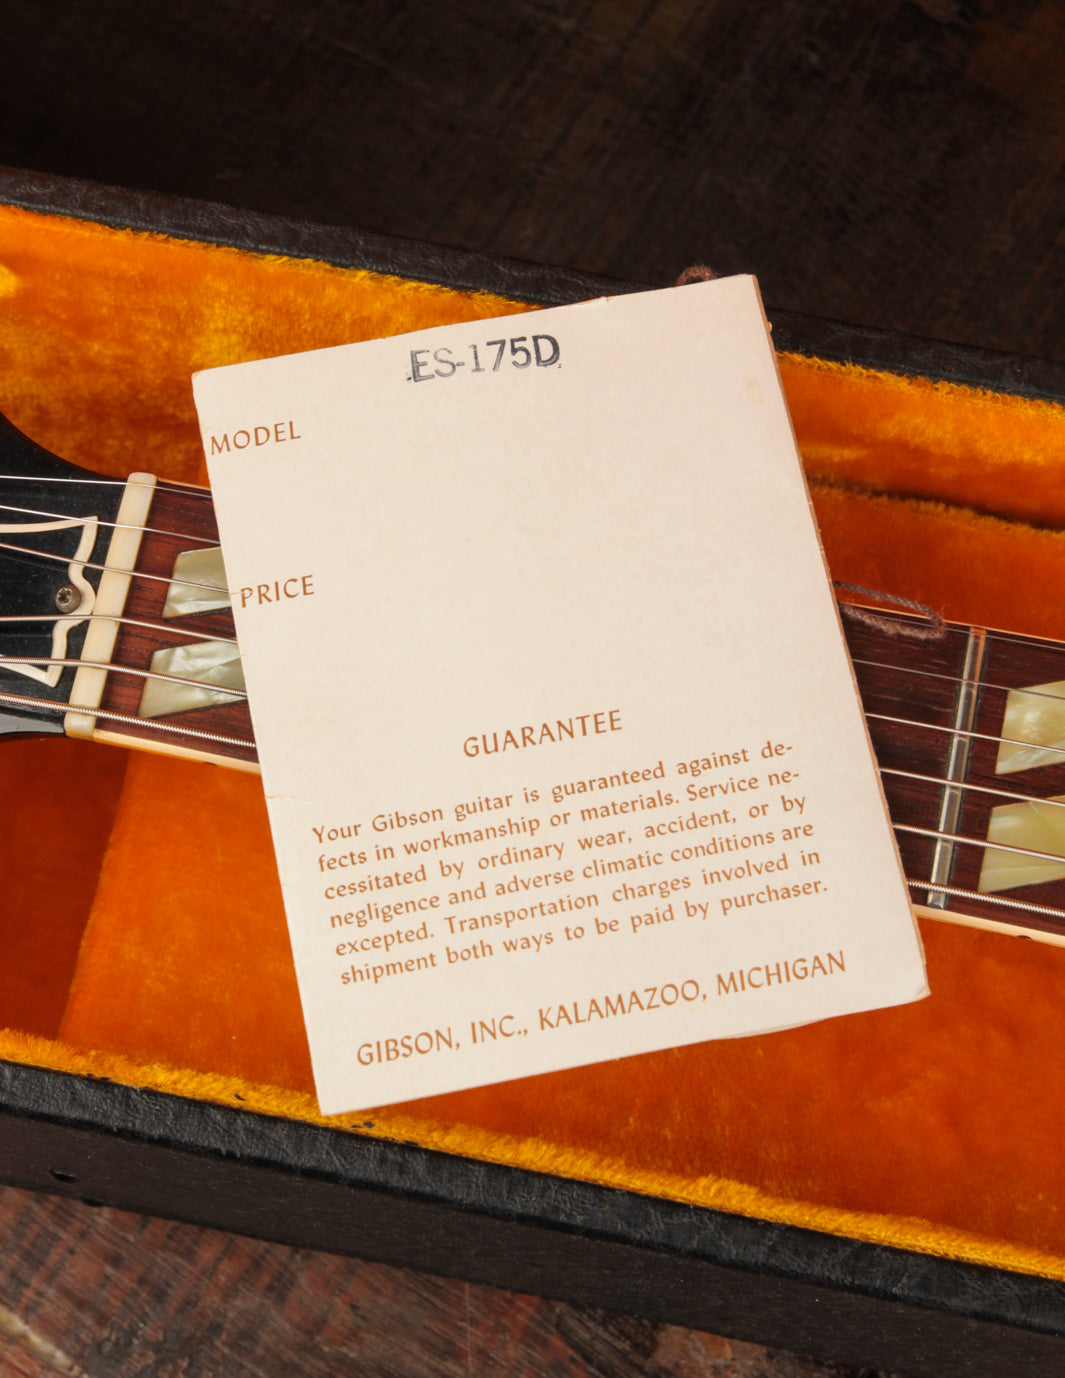 ES-175D
MODEL
PRICE
GUARANTEE
Your Gibson guitar is guaranteed against de-
fects in workmanship or materials. Service ne-
cessitated by ordinary wear, accident, or by
negligence and adverse climatic conditions are
excepted. Transportation charges involved in
shipment both ways to be paid by purchaser.
GIBSON, INC., KALAMAZOO, MICHIGAN